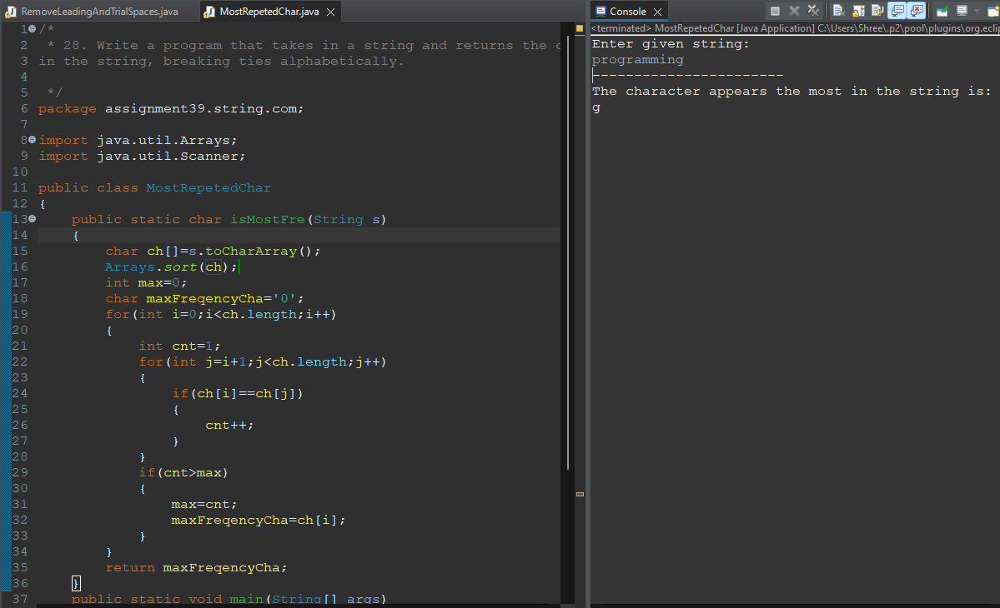 RemoveLeadingAndTrialSpaces.java
MostRepetedChar.java
1 /*
2  * 28. Write a program that takes in a string and returns the
3 in the string, breaking ties alphabetically.
4
5  */
6 package assignment39.string.com;
7
8 import java.util.Arrays;
9 import java.util.Scanner;
10
11 public class MostRepetedChar
12 {
13     public static char isMostFre(String s)
14     {
15         char ch[]=s.toCharArray();
16         Arrays.sort(ch);
17         int max=0;
18         char maxFreqencyCha='0';
19         for(int i=0;i<ch.length;i++)
20         {
21             int cnt=1;
22             for(int j=i+1;j<ch.length;j++)
23             {
24                 if(ch[i]==ch[j])
25                 {
26                     cnt++;
27                 }
28             }
29             if(cnt>max)
30             {
31                 max=cnt;
32                 maxFreqencyCha=ch[i];
33             }
34         }
35         return maxFreqencyCha;
36     }
37     public static void main(String[] args)
Console
<terminated> MostRepetedChar [Java Application] C:\Users\Shree\.p2\pool\plugins\org.eclip
Enter given string:
programming
-----------------------
The character appears the most in the string is:
g